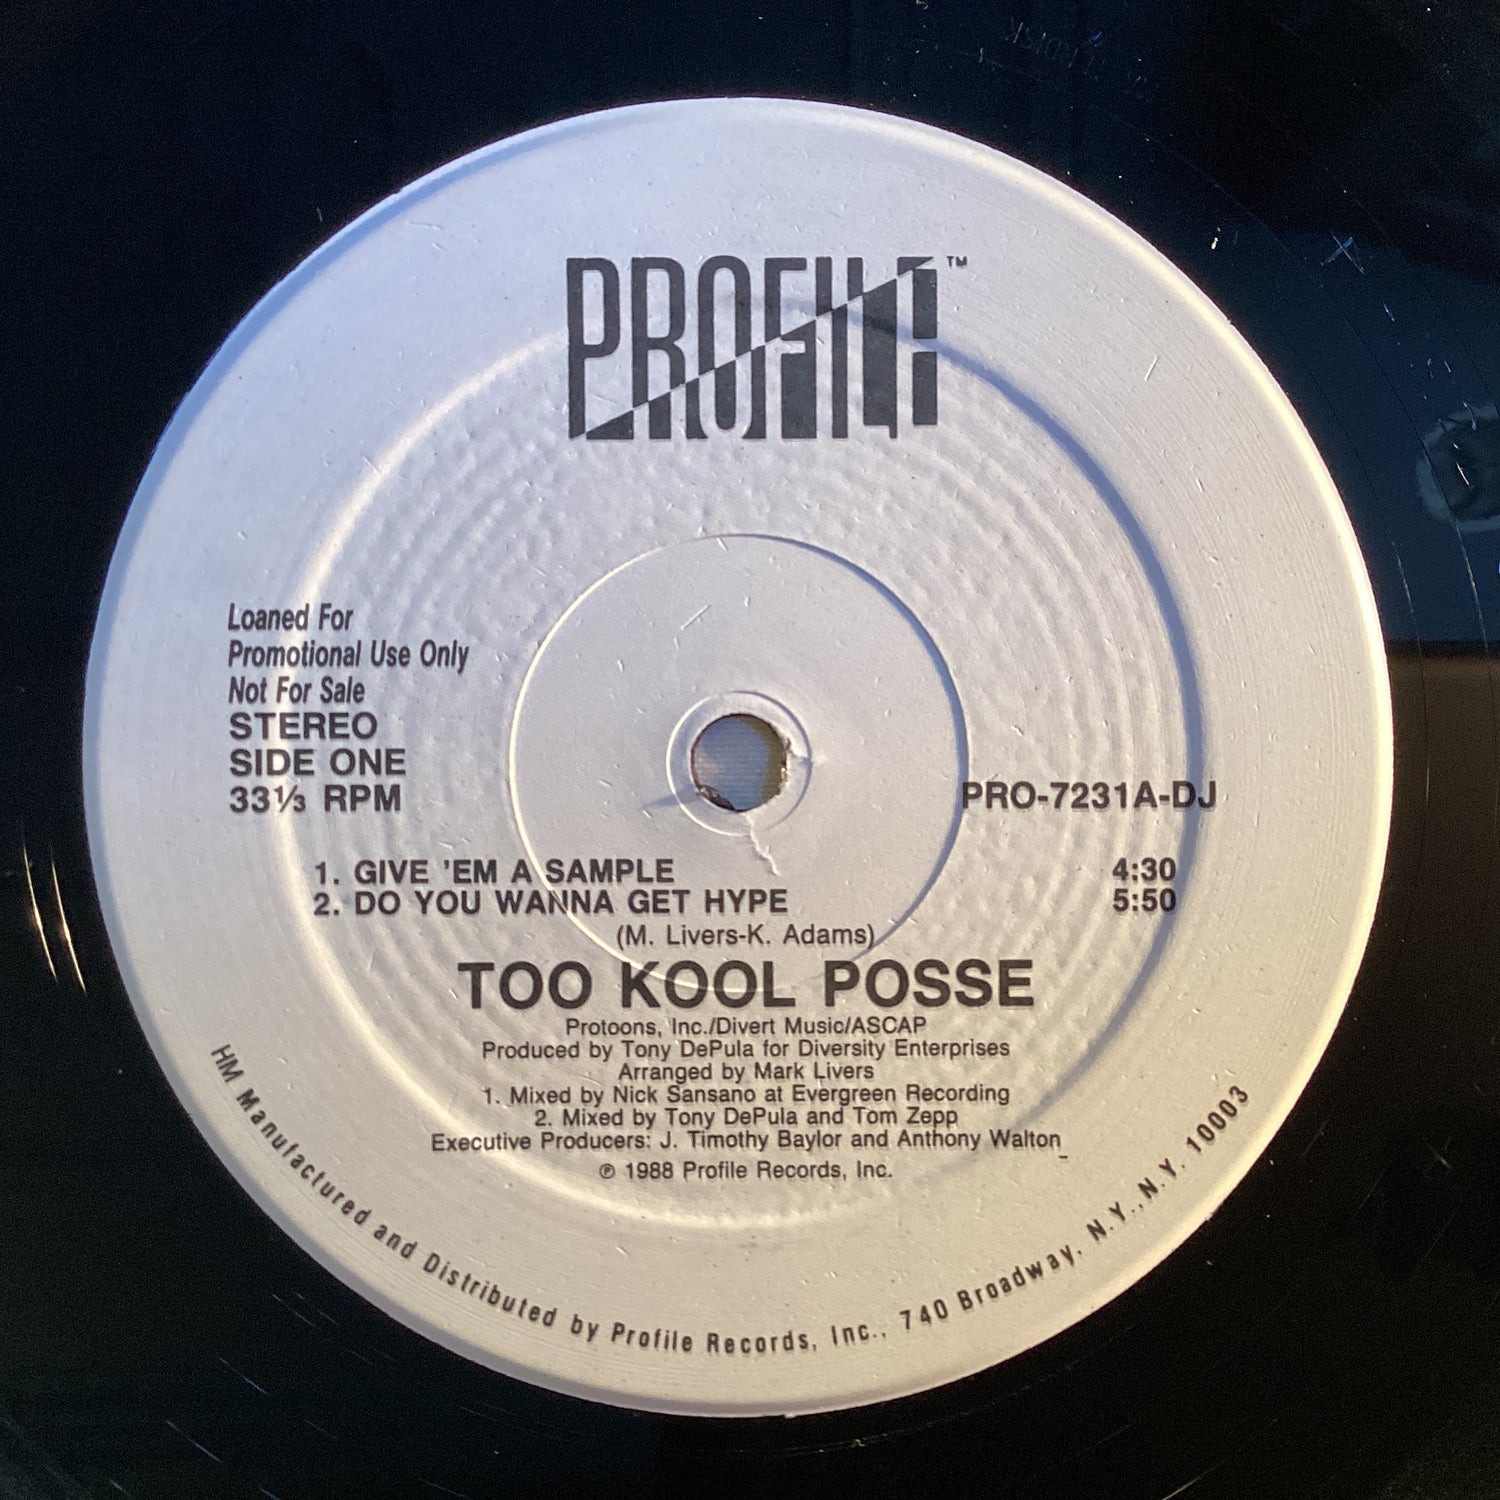 PROFILE™
Loaned For
Promotional Use Only
Not For Sale
STEREO
SIDE ONE
33⅓ RPM
PRO-7231A-DJ
1. GIVE 'EM A SAMPLE 4:30
2. DO YOU WANNA GET HYPE 5:50
(M. Livers-K. Adams)
TOO KOOL POSSE
Protoons, Inc./Divert Music/ASCAP
Produced by Tony DePula for Diversity Enterprises
Arranged by Mark Livers
1. Mixed by Nick Sansano at Evergreen Recording
2. Mixed by Tony DePula and Tom Zepp
Executive Producers: J. Timothy Baylor and Anthony Walton
℗ 1988 Profile Records, Inc.
HM Manufactured and Distributed by Profile Records, Inc., 740 Broadway, N.Y., N.Y. 10003